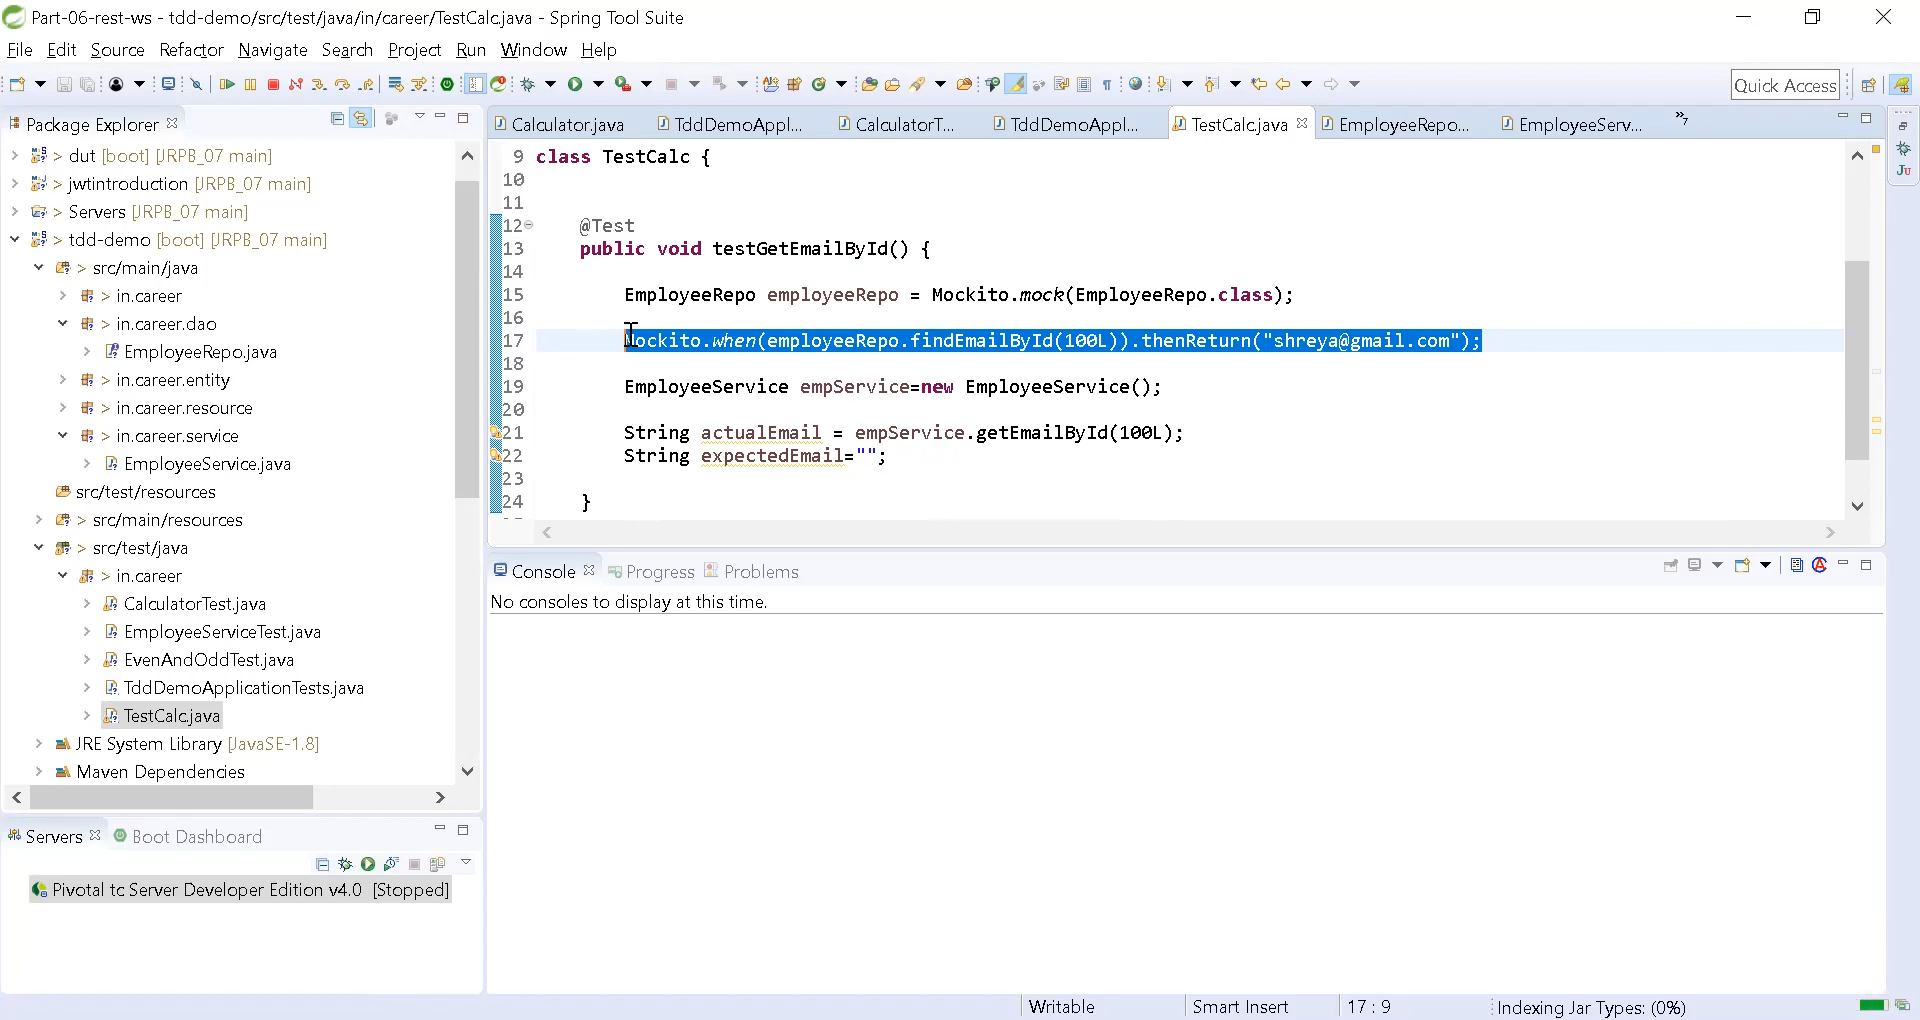 Part-06-rest-ws - tdd-demo/src/test/java/in/career/TestCalc.java - Spring Tool Suite
File Edit Source Refactor Navigate Search Project Run Window Help
Quick Access
Package Explorer
> dut [boot] [JRPB_07 main]
> jwtintroduction [JRPB_07 main]
> Servers [JRPB_07 main]
> tdd-demo [boot] [JRPB_07 main]
> src/main/java
> in.career
> in.career.dao
EmployeeRepo.java
> in.career.entity
> in.career.resource
> in.career.service
EmployeeService.java
src/test/resources
> src/main/resources
> src/test/java
> in.career
CalculatorTest.java
EmployeeServiceTest.java
EvenAndOddTest.java
TddDemoApplicationTests.java
TestCalc.java
JRE System Library [JavaSE-1.8]
Maven Dependencies
Servers Boot Dashboard
Pivotal tc Server Developer Edition v4.0 [Stopped]
Calculator.java TddDemoAppl... CalculatorT... TddDemoAppl... TestCalc.java EmployeeRepo... EmployeeServ... »7
9 class TestCalc {
10
11
12 @Test
13 public void testGetEmailById() {
14
15 EmployeeRepo employeeRepo = Mockito.mock(EmployeeRepo.class);
16
17 Mockito.when(employeeRepo.findEmailById(100L)).thenReturn("shreya@gmail.com");
18
19 EmployeeService empService=new EmployeeService();
20
21 String actualEmail = empService.getEmailById(100L);
22 String expectedEmail="";
23
24 }
Console Progress Problems
No consoles to display at this time.
Writable Smart Insert 17 : 9 Indexing Jar Types: (0%)